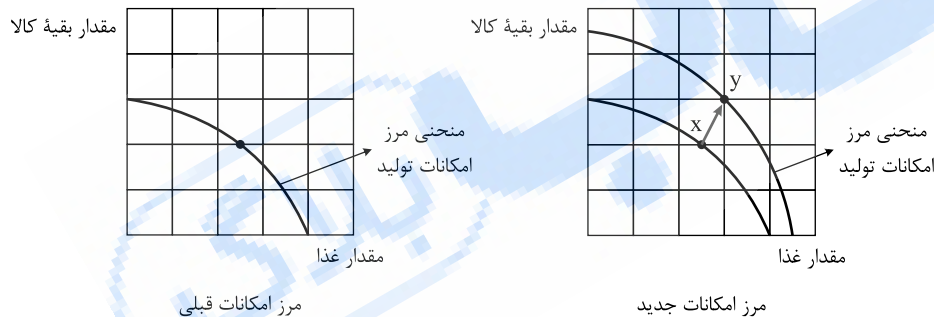 مقدار بقیهٔ کالا
منحنی مرز
امکانات تولید
مقدار غذا
مرز امکانات قبلی
مقدار بقیهٔ کالا
y
x
منحنی مرز
امکانات تولید
مقدار غذا
مرز امکانات جدید